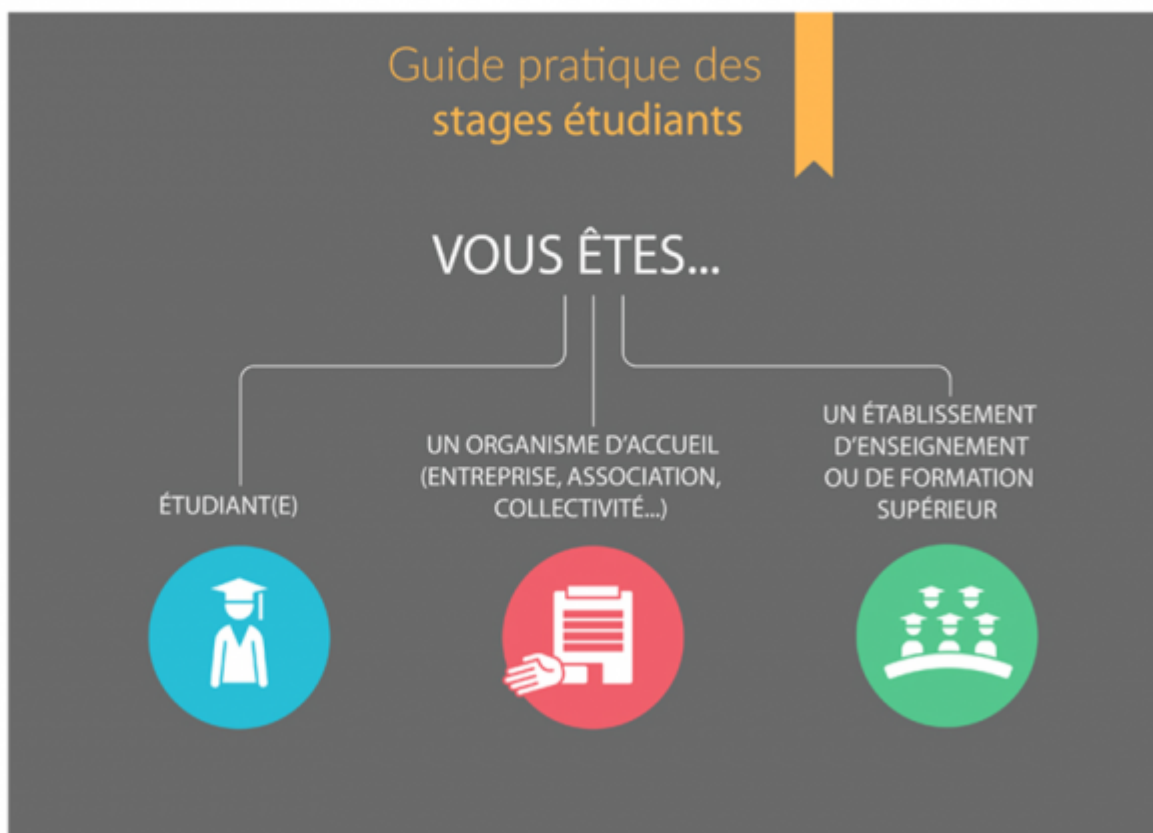 Guide pratique des
stages étudiants
VOUS ÊTES...
ÉTUDIANT(E)
UN ORGANISME D'ACCUEIL
(ENTREPRISE, ASSOCIATION,
COLLECTIVITÉ...)
UN ÉTABLISSEMENT
D'ENSEIGNEMENT
OU DE FORMATION
SUPÉRIEUR